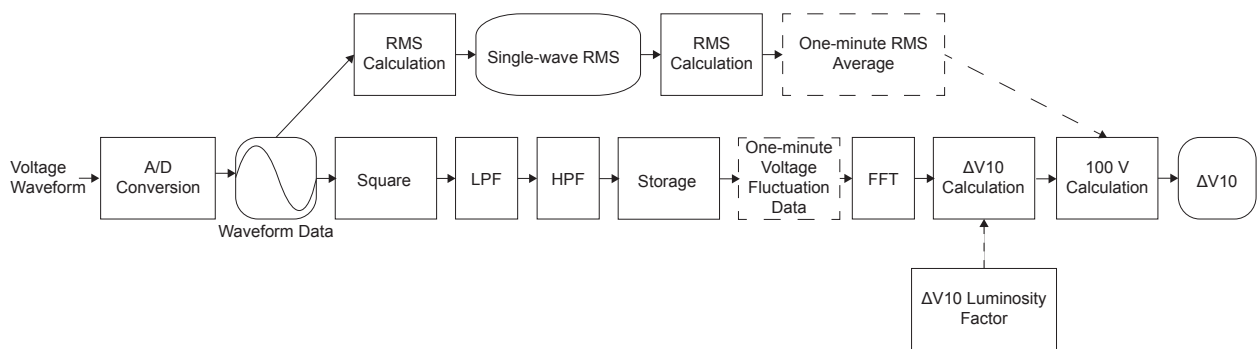 RMS
Calculation
Single-wave RMS
RMS
Calculation
One-minute RMS
Average
Voltage
Waveform
A/D
Conversion
Waveform Data
Square
LPF
HPF
Storage
One-minute
Voltage
Fluctuation
Data
FFT
ΔV10
Calculation
100 V
Calculation
ΔV10
ΔV10 Luminosity
Factor